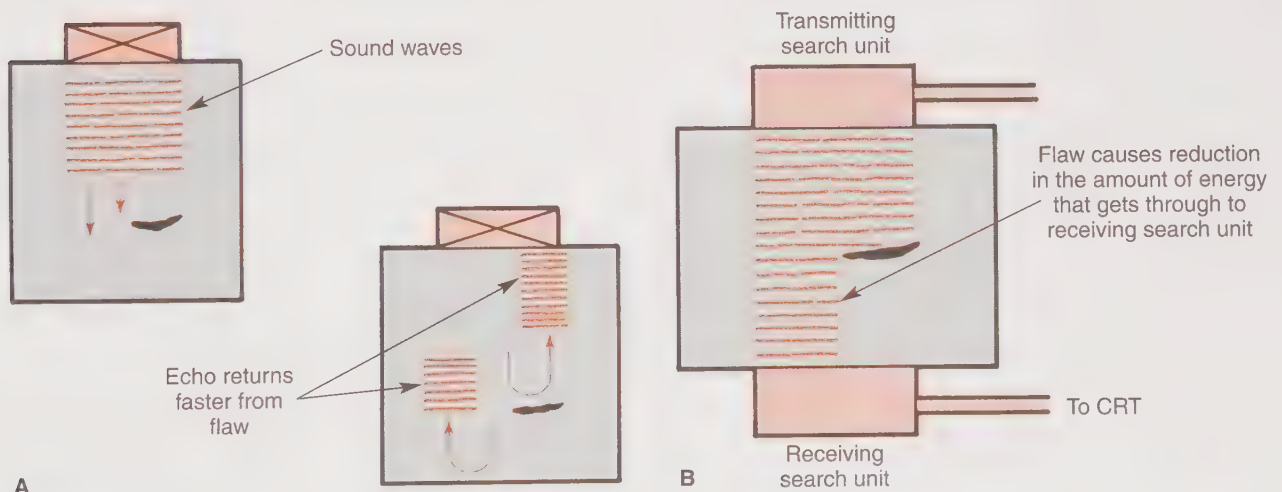 Sound waves
Echo returns
faster from
flaw
A
Transmitting
search unit
Flaw causes reduction
in the amount of energy
that gets through to
receiving search unit
To CRT
Receiving
search unit
B